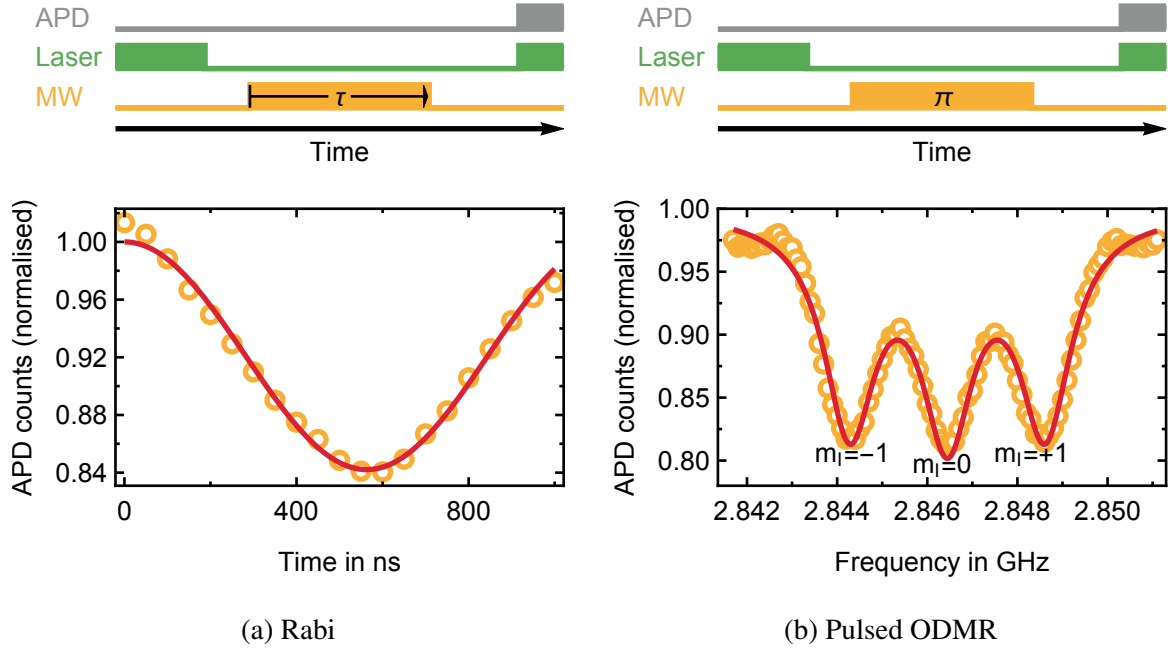 APD
Laser
MW
τ
Time
APD counts (normalised)
1.00
0.96
0.92
0.88
0.84
0
400
800
Time in ns
(a) Rabi
APD
Laser
MW
π
Time
APD counts (normalised)
1.00
0.95
0.90
0.85
0.80
mI=−1
mI=0
mI=+1
2.842
2.844
2.846
2.848
2.850
Frequency in GHz
(b) Pulsed ODMR